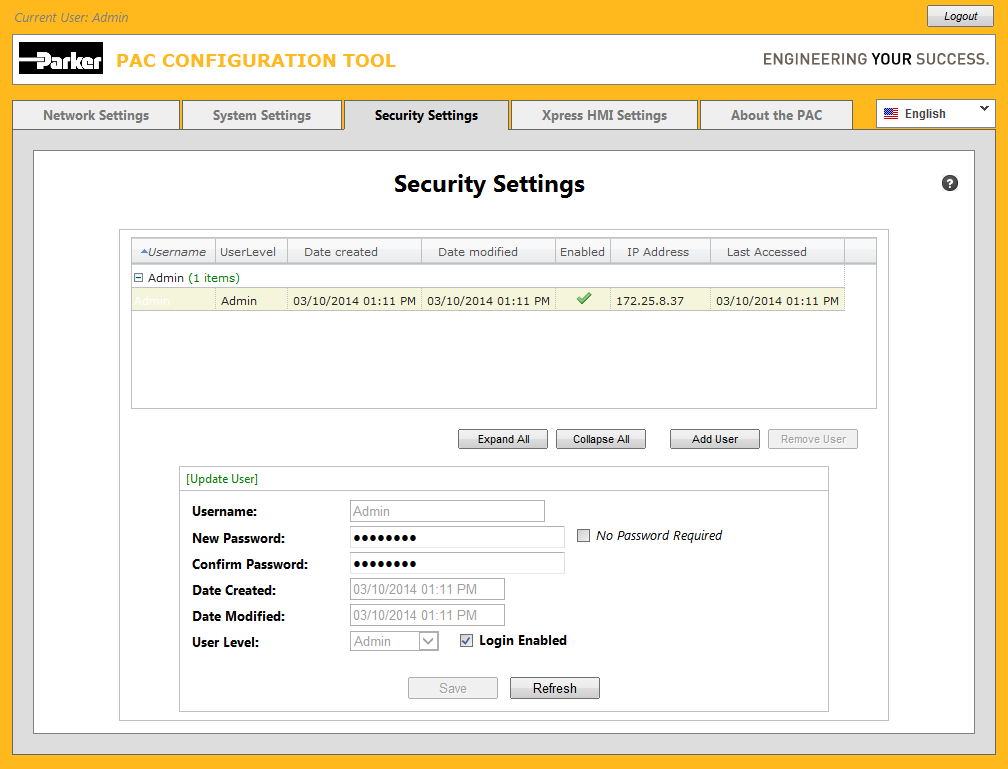 Current User: Admin
Logout
Parker
PAC CONFIGURATION TOOL
ENGINEERING YOUR SUCCESS.
Network Settings
System Settings
Security Settings
Xpress HMI Settings
About the PAC
English
Security Settings
?
Username UserLevel Date created Date modified Enabled IP Address Last Accessed
Admin (1 items)
Admin Admin 03/10/2014 01:11 PM 03/10/2014 01:11 PM 172.25.8.37 03/10/2014 01:11 PM
Expand All Collapse All Add User Remove User
[Update User]
Username: Admin
New Password: ●●●●●●●● No Password Required
Confirm Password: ●●●●●●●●
Date Created: 03/10/2014 01:11 PM
Date Modified: 03/10/2014 01:11 PM
User Level: Admin Login Enabled
Save Refresh